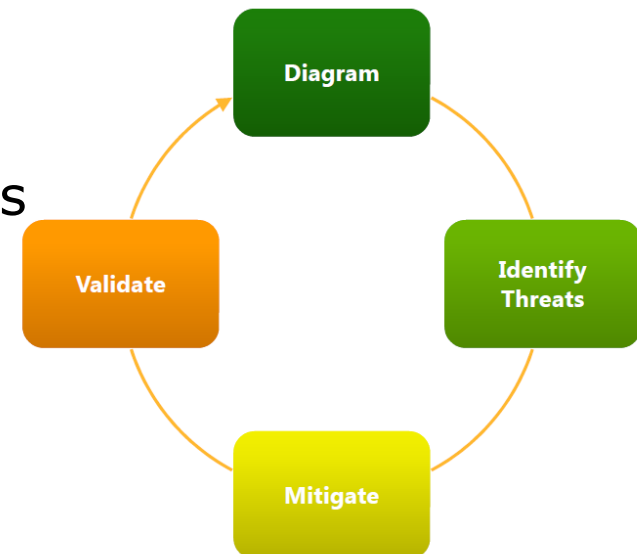 Diagram
s
Validate
Identify
Threats
Mitigate